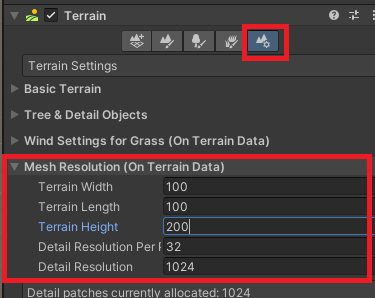 Terrain
Terrain Settings
Basic Terrain
Tree & Detail Objects
Wind Settings for Grass (On Terrain Data)
Mesh Resolution (On Terrain Data)
Terrain Width 100
Terrain Length 100
Terrain Height 200
Detail Resolution Per 32
Detail Resolution 1024
Detail patches currently allocated: 1024